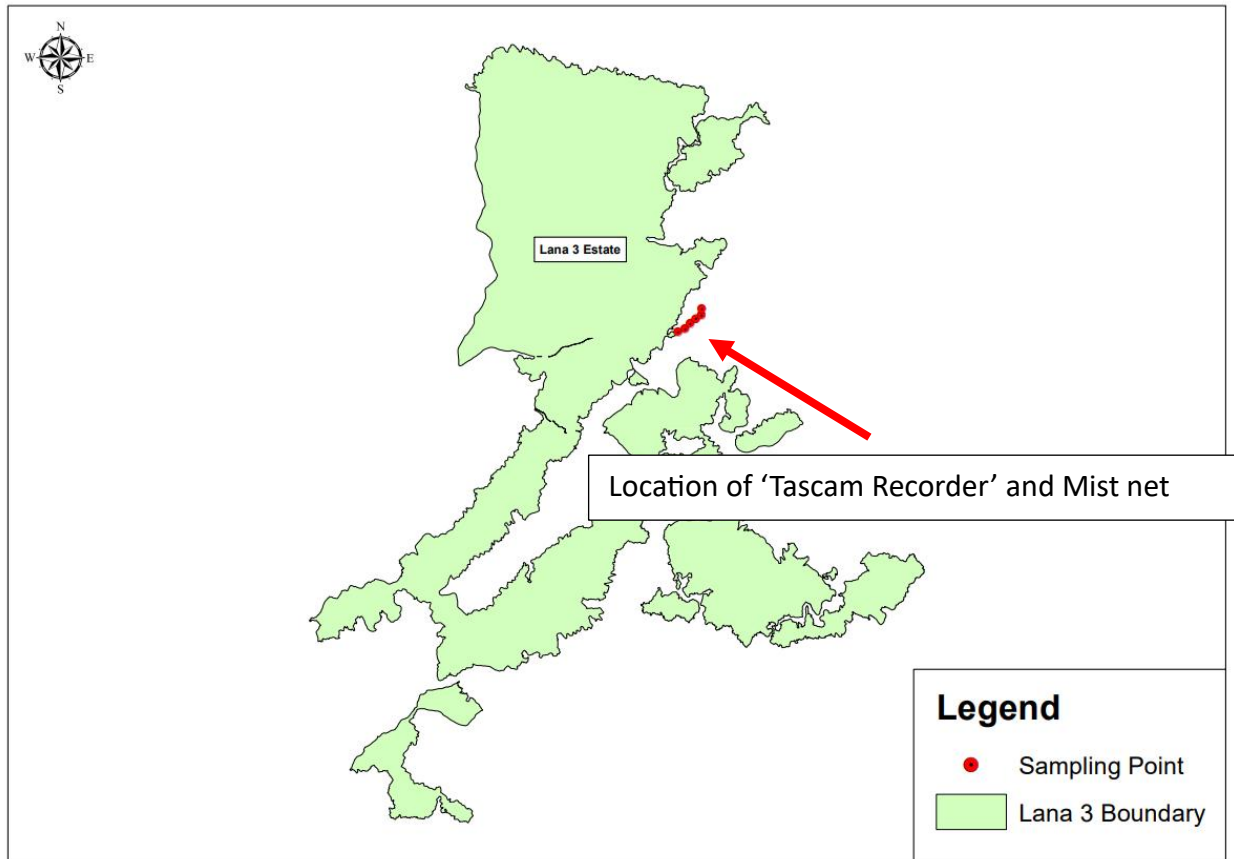 N
W E
S
Lana 3 Estate
Location of ‘Tascam Recorder’ and Mist net
Legend
Sampling Point
Lana 3 Boundary